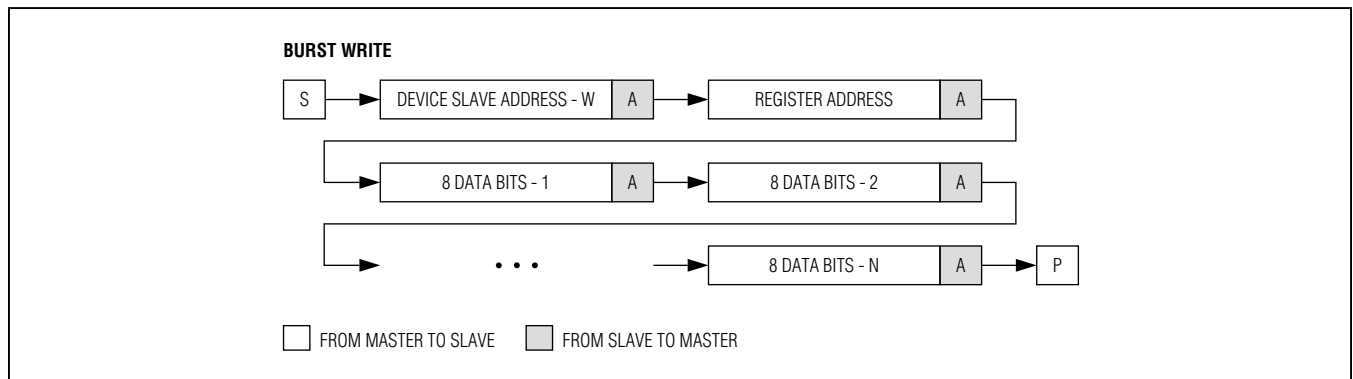 BURST WRITE
S DEVICE SLAVE ADDRESS - W A REGISTER ADDRESS A
8 DATA BITS - 1 A 8 DATA BITS - 2 A
• • • 8 DATA BITS - N A P
FROM MASTER TO SLAVE FROM SLAVE TO MASTER